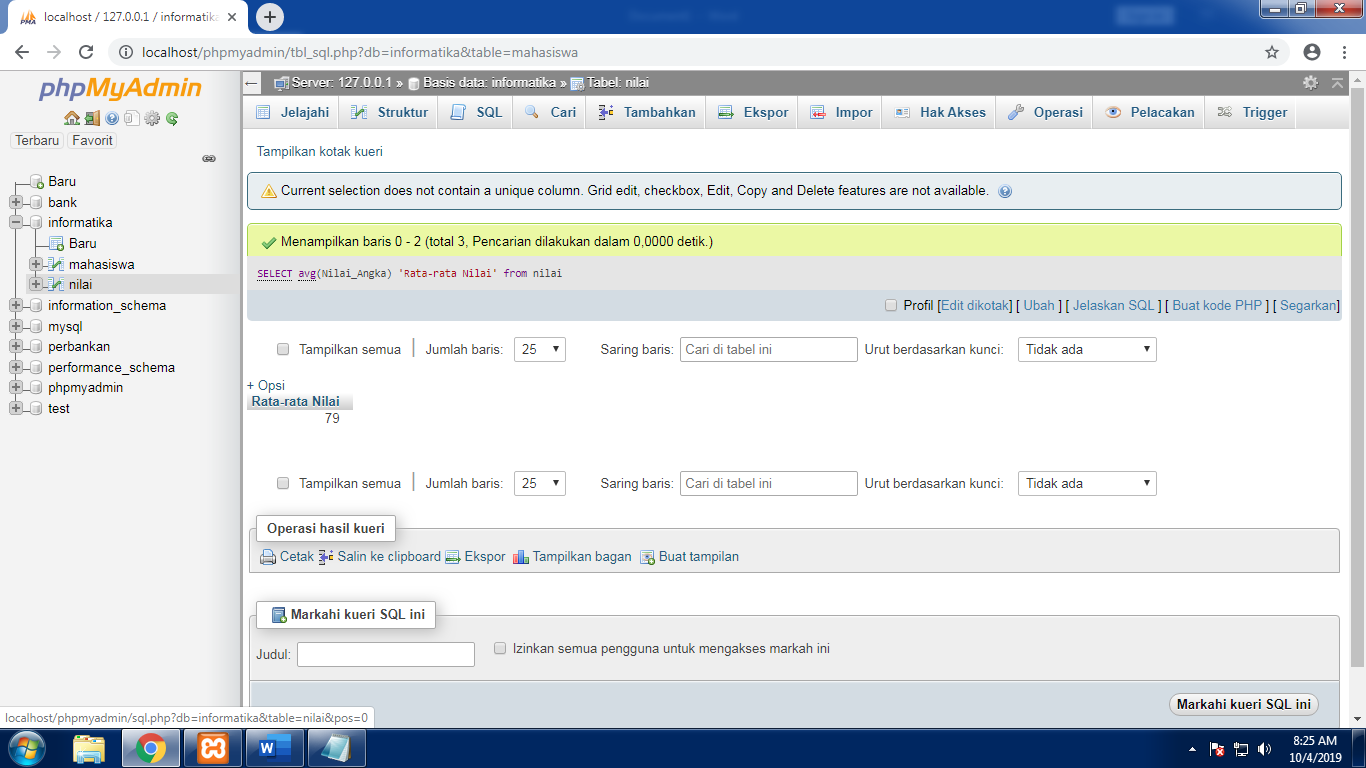 localhost / 127.0.0.1 / informatika
localhost/phpmyadmin/tbl_sql.php?db=informatika&table=mahasiswa
phpMyAdmin
Terbaru Favorit
Baru
bank
informatika
Baru
mahasiswa
nilai
information_schema
mysql
perbankan
performance_schema
phpmyadmin
test
Server: 127.0.0.1 » Basis data: informatika » Tabel: nilai
Jelajahi Struktur SQL Cari Tambahkan Ekspor Impor Hak Akses Operasi Pelacakan Trigger
Tampilkan kotak kueri
Current selection does not contain a unique column. Grid edit, checkbox, Edit, Copy and Delete features are not available.
Menampilkan baris 0 - 2 (total 3, Pencarian dilakukan dalam 0,0000 detik.)
SELECT avg(Nilai_Angka) 'Rata-rata Nilai' from nilai
Profil [Edit dikotak] [ Ubah ] [ Jelaskan SQL ] [ Buat kode PHP ] [ Segarkan]
Tampilkan semua | Jumlah baris: 25 Saring baris: Cari di tabel ini Urut berdasarkan kunci: Tidak ada
+ Opsi
Rata-rata Nilai
79
Tampilkan semua | Jumlah baris: 25 Saring baris: Cari di tabel ini Urut berdasarkan kunci: Tidak ada
Operasi hasil kueri
Cetak Salin ke clipboard Ekspor Tampilkan bagan Buat tampilan
Markahi kueri SQL ini
Judul: Izinkan semua pengguna untuk mengakses markah ini
Markahi kueri SQL ini
localhost/phpmyadmin/sql.php?db=informatika&table=nilai&pos=0
8:25 AM
10/4/2019